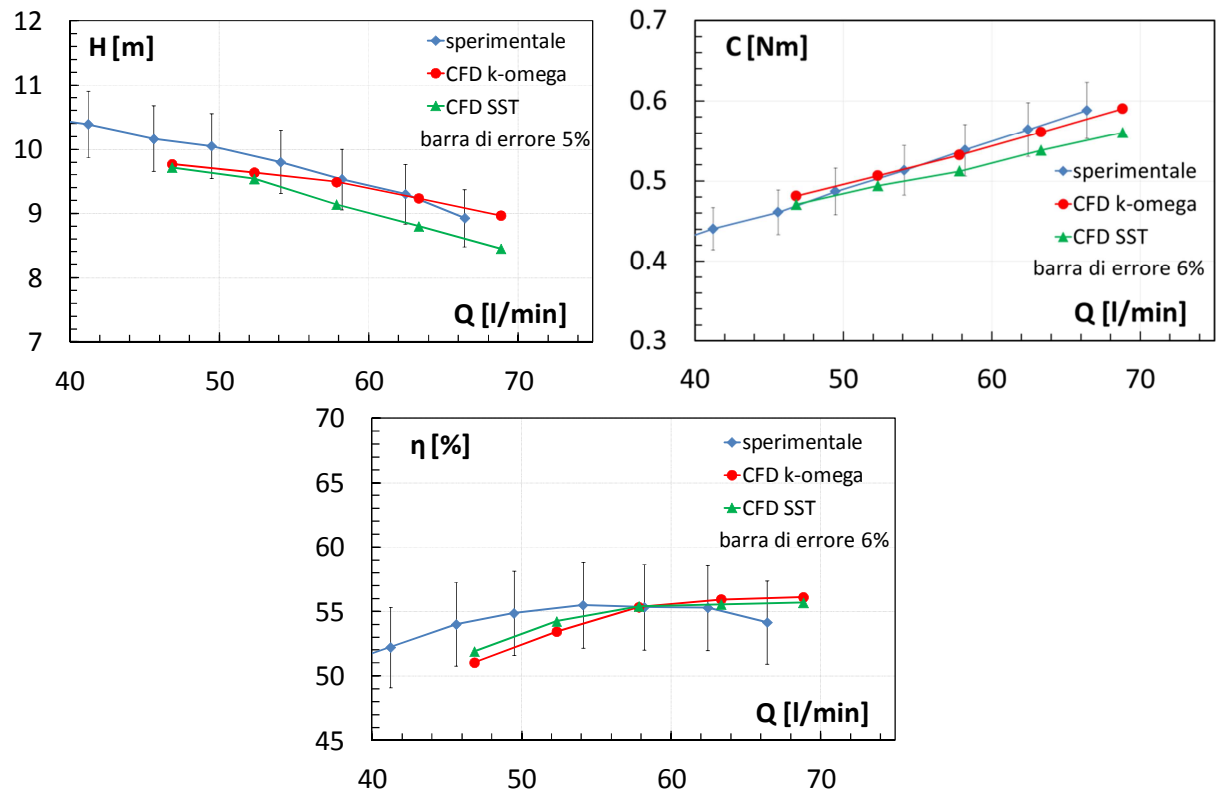 H [m]
12
11
10
9
8
7
sperimentale
CFD k-omega
CFD SST
barra di errore 5%
Q [l/min]
40 50 60 70
C [Nm]
0.7
0.6
0.5
0.4
0.3
sperimentale
CFD k-omega
CFD SST
barra di errore 6%
Q [l/min]
40 50 60 70
η [%]
70
65
60
55
50
45
sperimentale
CFD k-omega
CFD SST
barra di errore 6%
Q [l/min]
40 50 60 70